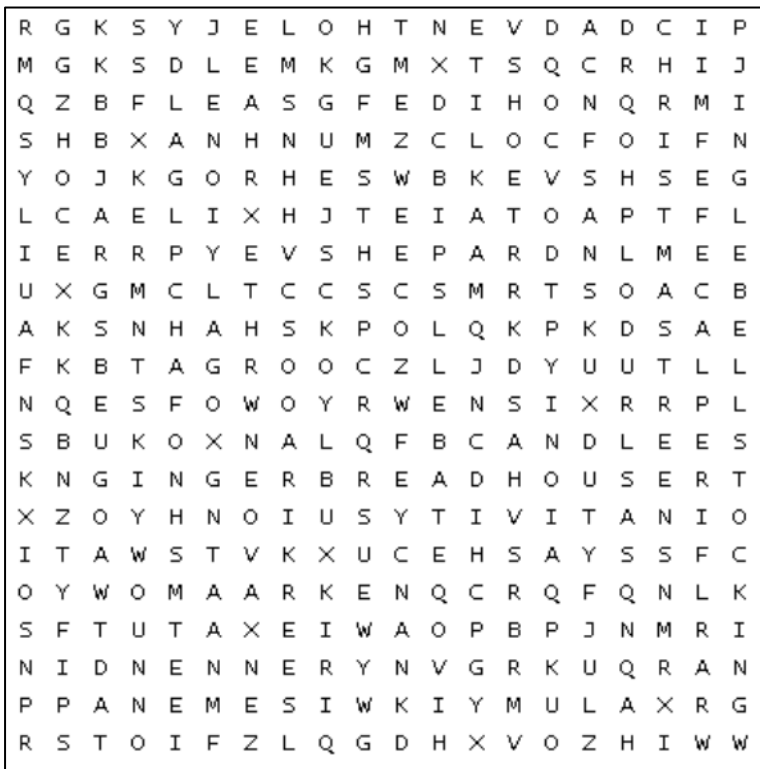 R G K S Y J E L O H T N E V D A D C I P
M G K S D L E M K G M X T S Q C R H I J
Q Z B F L E A S G F E D I H O N Q R M I
S H B X A N H N U M Z C L O C F O I F N
Y O J K G O R H E S W B K E V S H S E G
L C A E L I X H J T E I A T O A P T F L
I E R R P Y E V S H E P A R D N L M E E
U X G M C L T C C S C S M R T S O A C B
A K S N H A H S K P O L Q K P K D S A E
F K B T A G R O O C Z L J D Y U U T L L
N Q E S F O W O Y R W E N S I X R R P L
S B U K O X N A L Q F B C A N D L E E S
K N G I N G E R B R E A D H O U S E R T
X Z O Y H N O I U S Y T I V I T A N I O
I T A W S T V K X U C E H S A Y S S F C
O Y W O M A A R K E N Q C R Q F Q N L K
S F T U T A X E I W A O P B P J N M R I
N I D N E N N E R Y N V G R K U Q R A N
P P A N E M E S I W K I Y M U L A X R G
R S T O I F Z L Q G D H X V O Z H I W W